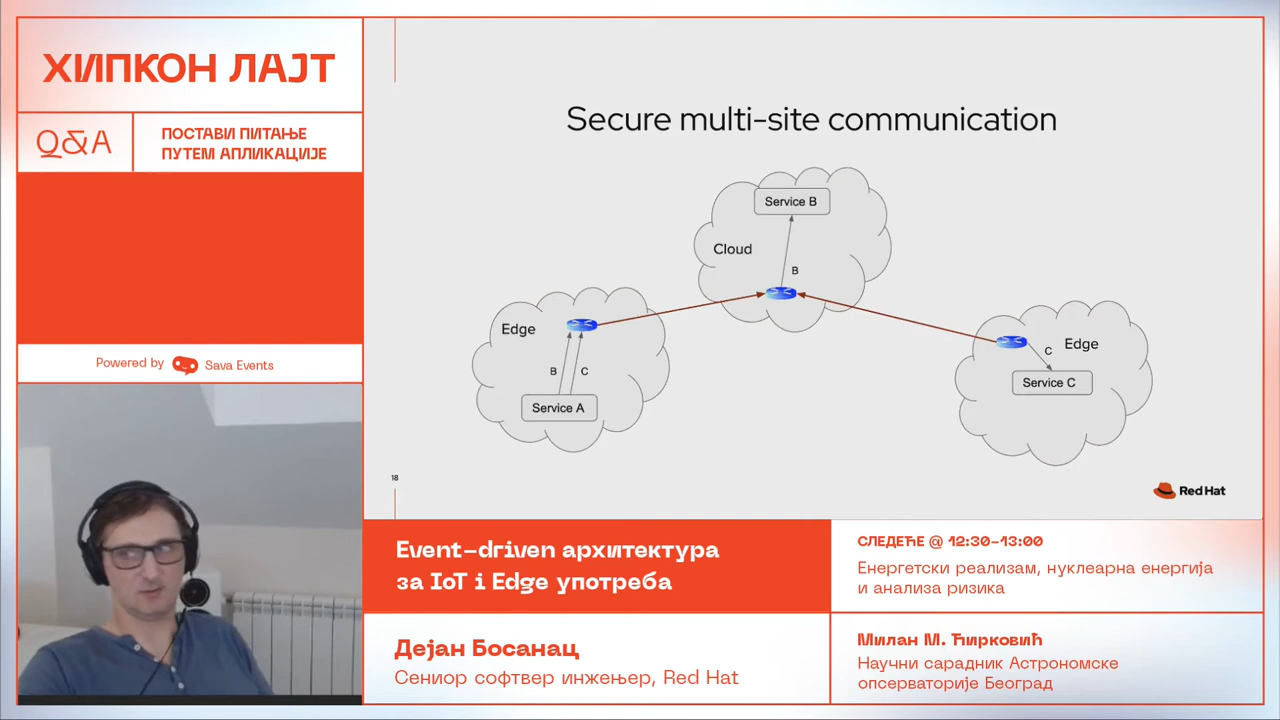 ХИПКОН ЛАЈТ
Q&A
ПОСТАВИ ПИТАЊЕ
ПУТЕМ АПЛИКАЦИЈЕ
Powered by Sava Events
Secure multi-site communication
Service B
Cloud
B
Edge
B
C
Service A
C
Edge
Service C
18
Red Hat
Event-driven архитектура
за IoT i Edge употреба
Дејан Босанац
Сениор софтвер инжењер, Red Hat
СЛЕДЕЋЕ @ 12:30-13:00
Енергетски реализам, нуклеарна енергија
и анализа ризика
Милан М. Ћирковић
Научни сарадник Астрономске
опсерваторије Београд